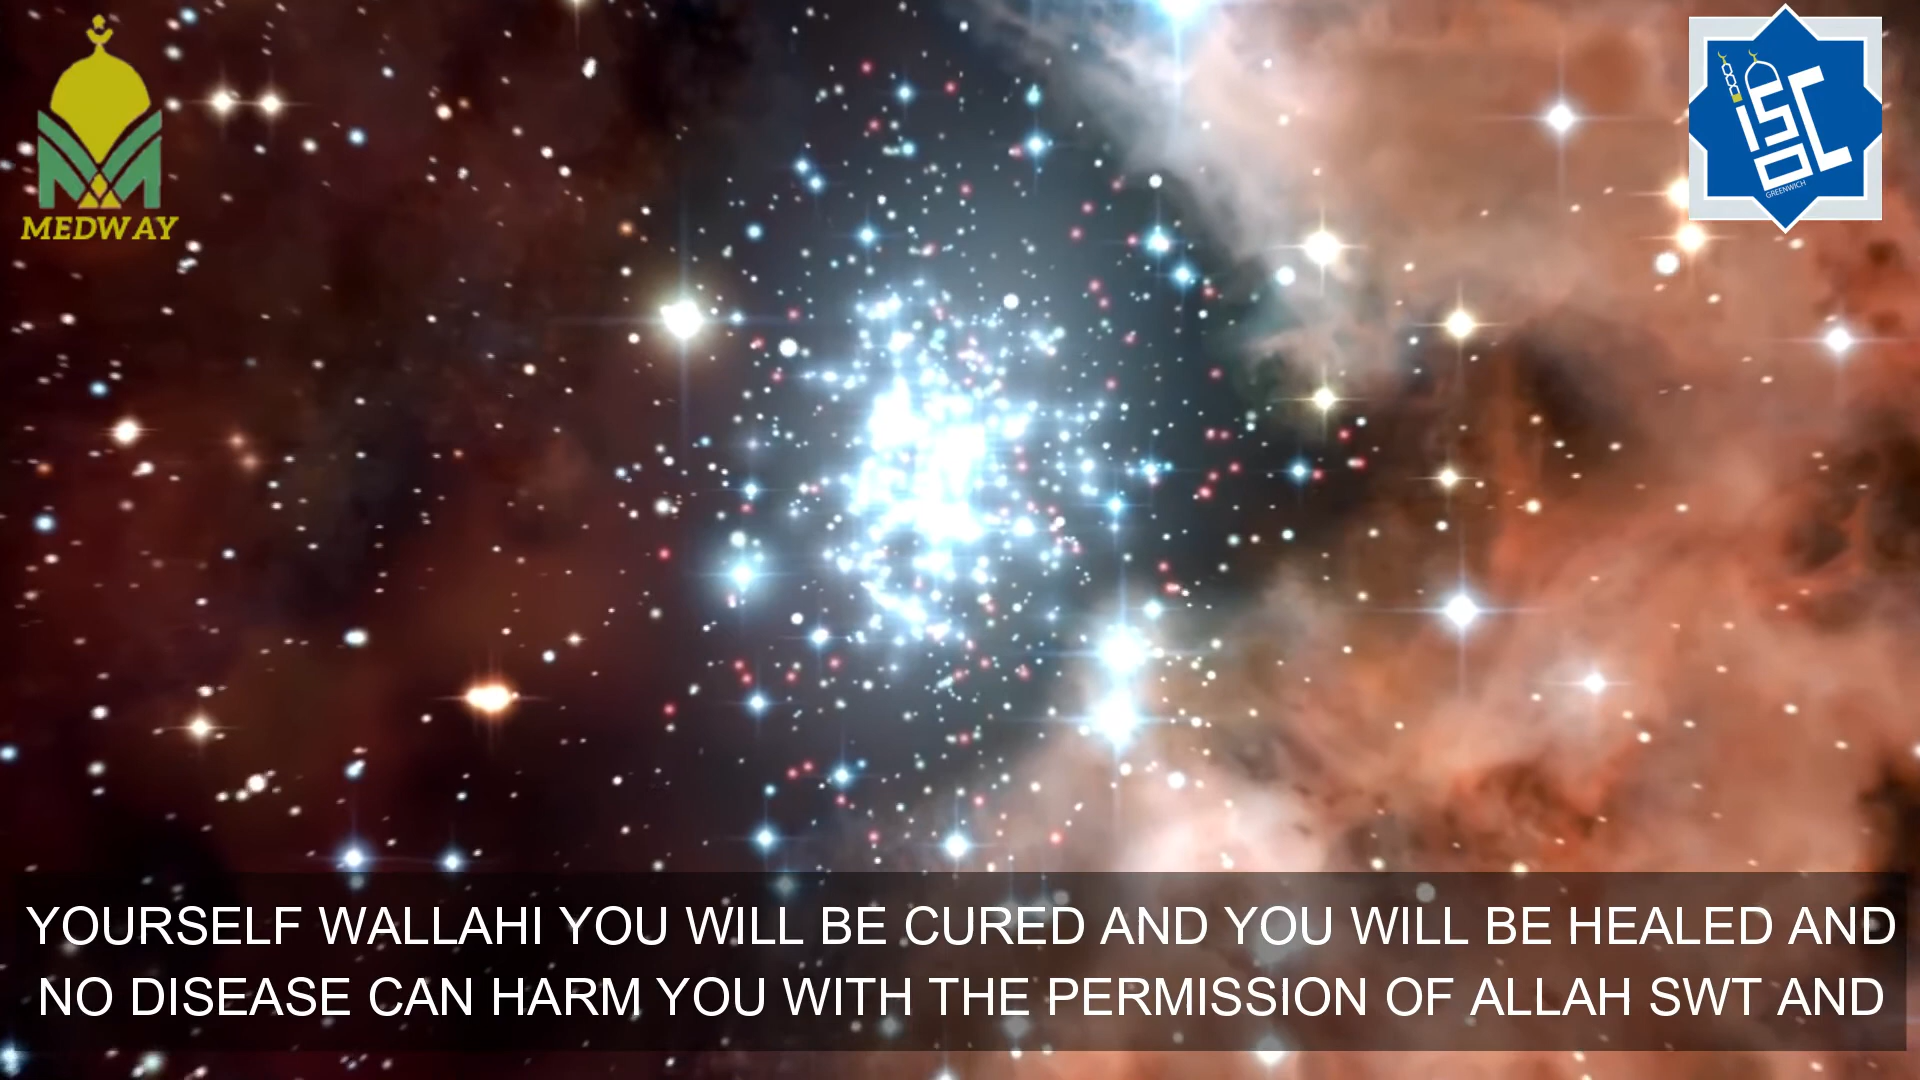 MEDWAY
iSOC
GREENWICH
YOURSELF WALLAHI YOU WILL BE CURED AND YOU WILL BE HEALED AND
NO DISEASE CAN HARM YOU WITH THE PERMISSION OF ALLAH SWT AND